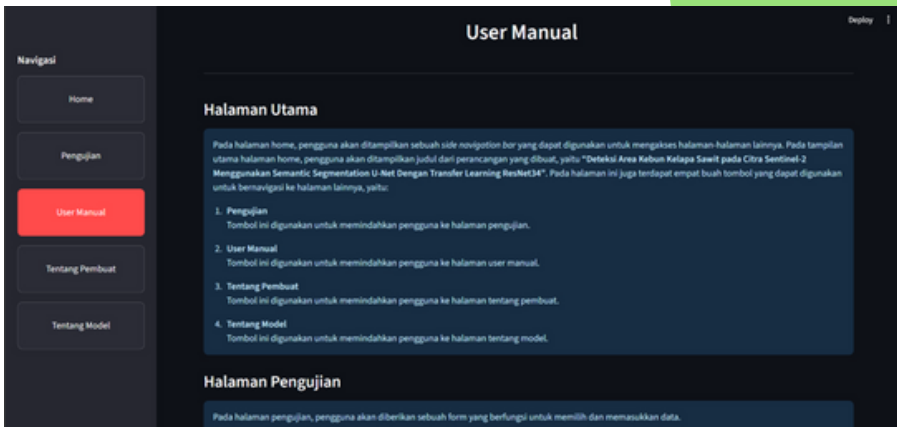 Deploy
User Manual
Navigasi
Home
Pengujian
User Manual
Tentang Pembuat
Tentang Model
Halaman Utama
Pada halaman home, pengguna akan ditampilkan sebuah side navigation bar yang dapat digunakan untuk mengakses halaman-halaman lainnya. Pada tampilan
utama halaman home, pengguna akan ditampilkan judul dari perancangan yang dibuat, yaitu "Deteksi Area Kebun Kelapa Sawit pada Citra Sentinel-2
Menggunakan Semantic Segmentation U-Net Dengan Transfer Learning ResNet34". Pada halaman ini juga terdapat empat buah tombol yang dapat digunakan
untuk bernavigasi ke halaman lainnya, yaitu:
1. Pengujian
Tombol ini digunakan untuk memindahkan pengguna ke halaman pengujian.
2. User Manual
Tombol ini digunakan untuk memindahkan pengguna ke halaman user manual.
3. Tentang Pembuat
Tombol ini digunakan untuk memindahkan pengguna ke halaman tentang pembuat.
4. Tentang Model
Tombol ini digunakan untuk memindahkan pengguna ke halaman tentang model.
Halaman Pengujian
Pada halaman pengujian, pengguna akan diberikan sebuah form yang berfungsi untuk memilih dan memasukkan data.